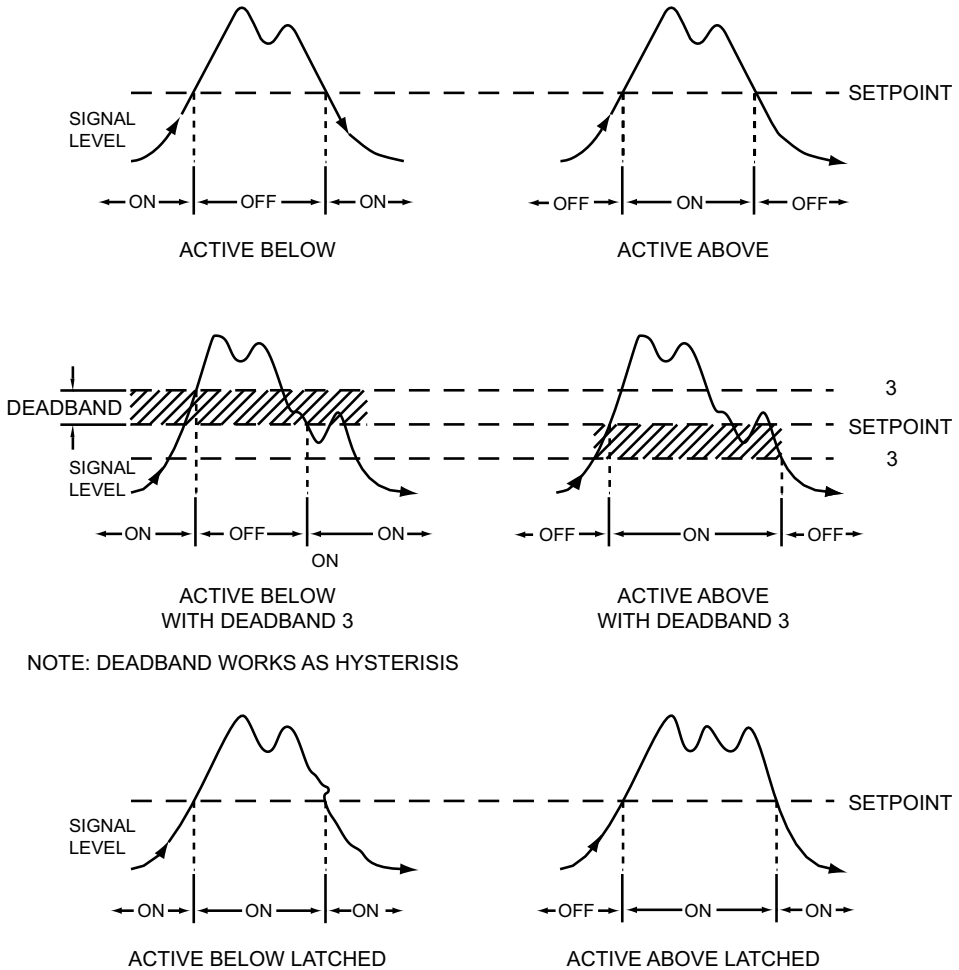 SETPOINT
SIGNAL
LEVEL
ON OFF ON OFF ON OFF
ACTIVE BELOW ACTIVE ABOVE
3
DEADBAND
SETPOINT
3
SIGNAL
LEVEL
ON OFF ON OFF ON OFF
ON
ACTIVE BELOW
WITH DEADBAND 3
ACTIVE ABOVE
WITH DEADBAND 3
NOTE: DEADBAND WORKS AS HYSTERISIS
SETPOINT
SIGNAL
LEVEL
ON ON ON OFF ON ON
ACTIVE BELOW LATCHED ACTIVE ABOVE LATCHED